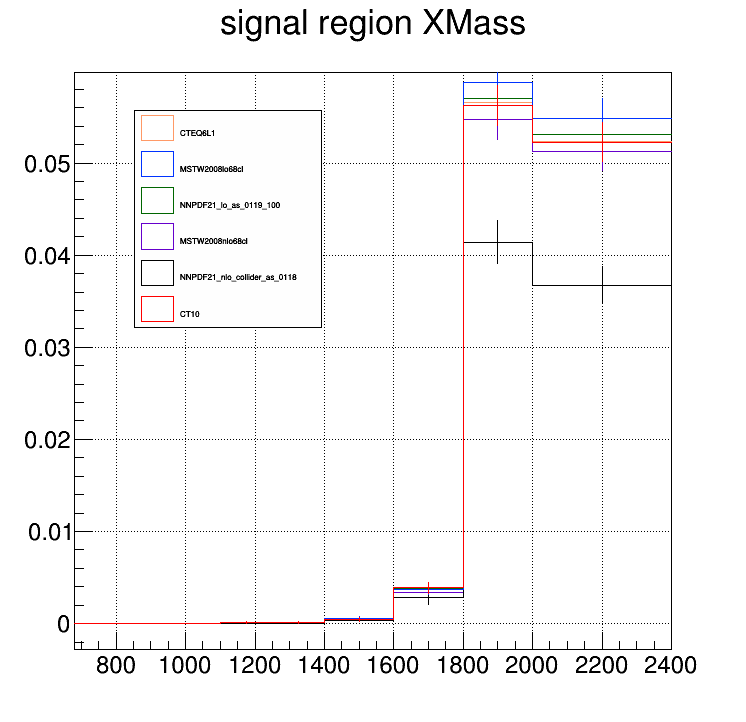 signal region XMass
CTEQ6L1
MSTW2008lo68cl
NNPDF21_lo_as_0119_100
MSTW2008nlo68cl
NNPDF21_nlo_collider_as_0118
CT10
0.05
0.04
0.03
0.02
0.01
0
800 1000 1200 1400 1600 1800 2000 2200 2400